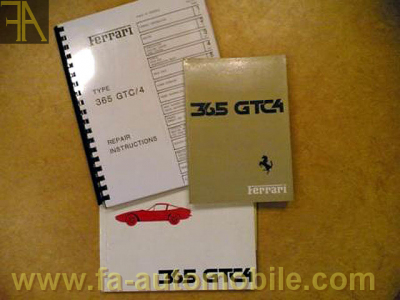 FA
Ferrari
TYPE
365 GTC/4
REPAIR
INSTRUCTIONS
365 GTC4
Ferrari
365 GTC4
www.fa-automobile.com